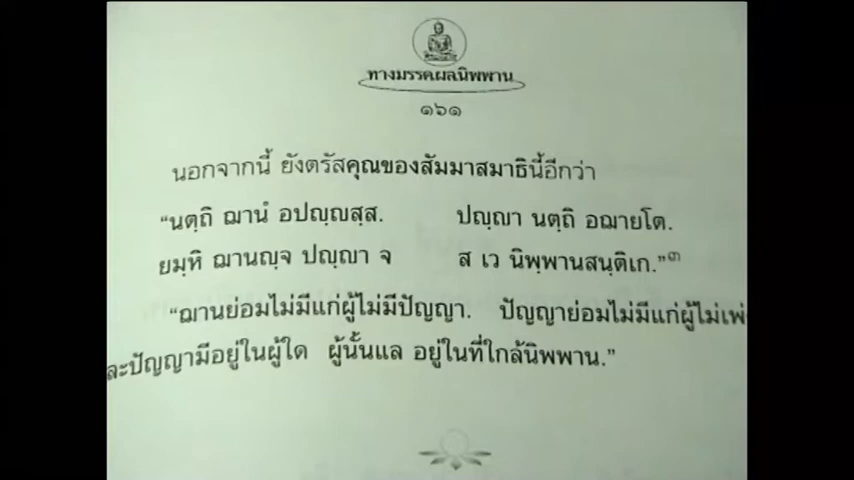 ทางมรรคผลนิพพาน
๑๖๑
นอกจากนี้ ยังตรัสคุณของสัมมาสมาธินี้อีกว่า
“นตฺถิ ฌานํ อปญฺญสฺส. ปญฺญา นตฺถิ อฌายโต.
ยมฺหิ ฌานญฺจ ปญฺญา จ ส เว นิพฺพานสนฺติเก.”๓
“ฌานย่อมไม่มีแก่ผู้ไม่มีปัญญา. ปัญญาย่อมไม่มีแก่ผู้ไม่เพ่
ละปัญญามีอยู่ในผู้ใด ผู้นั้นแล อยู่ในที่ใกล้นิพพาน.”